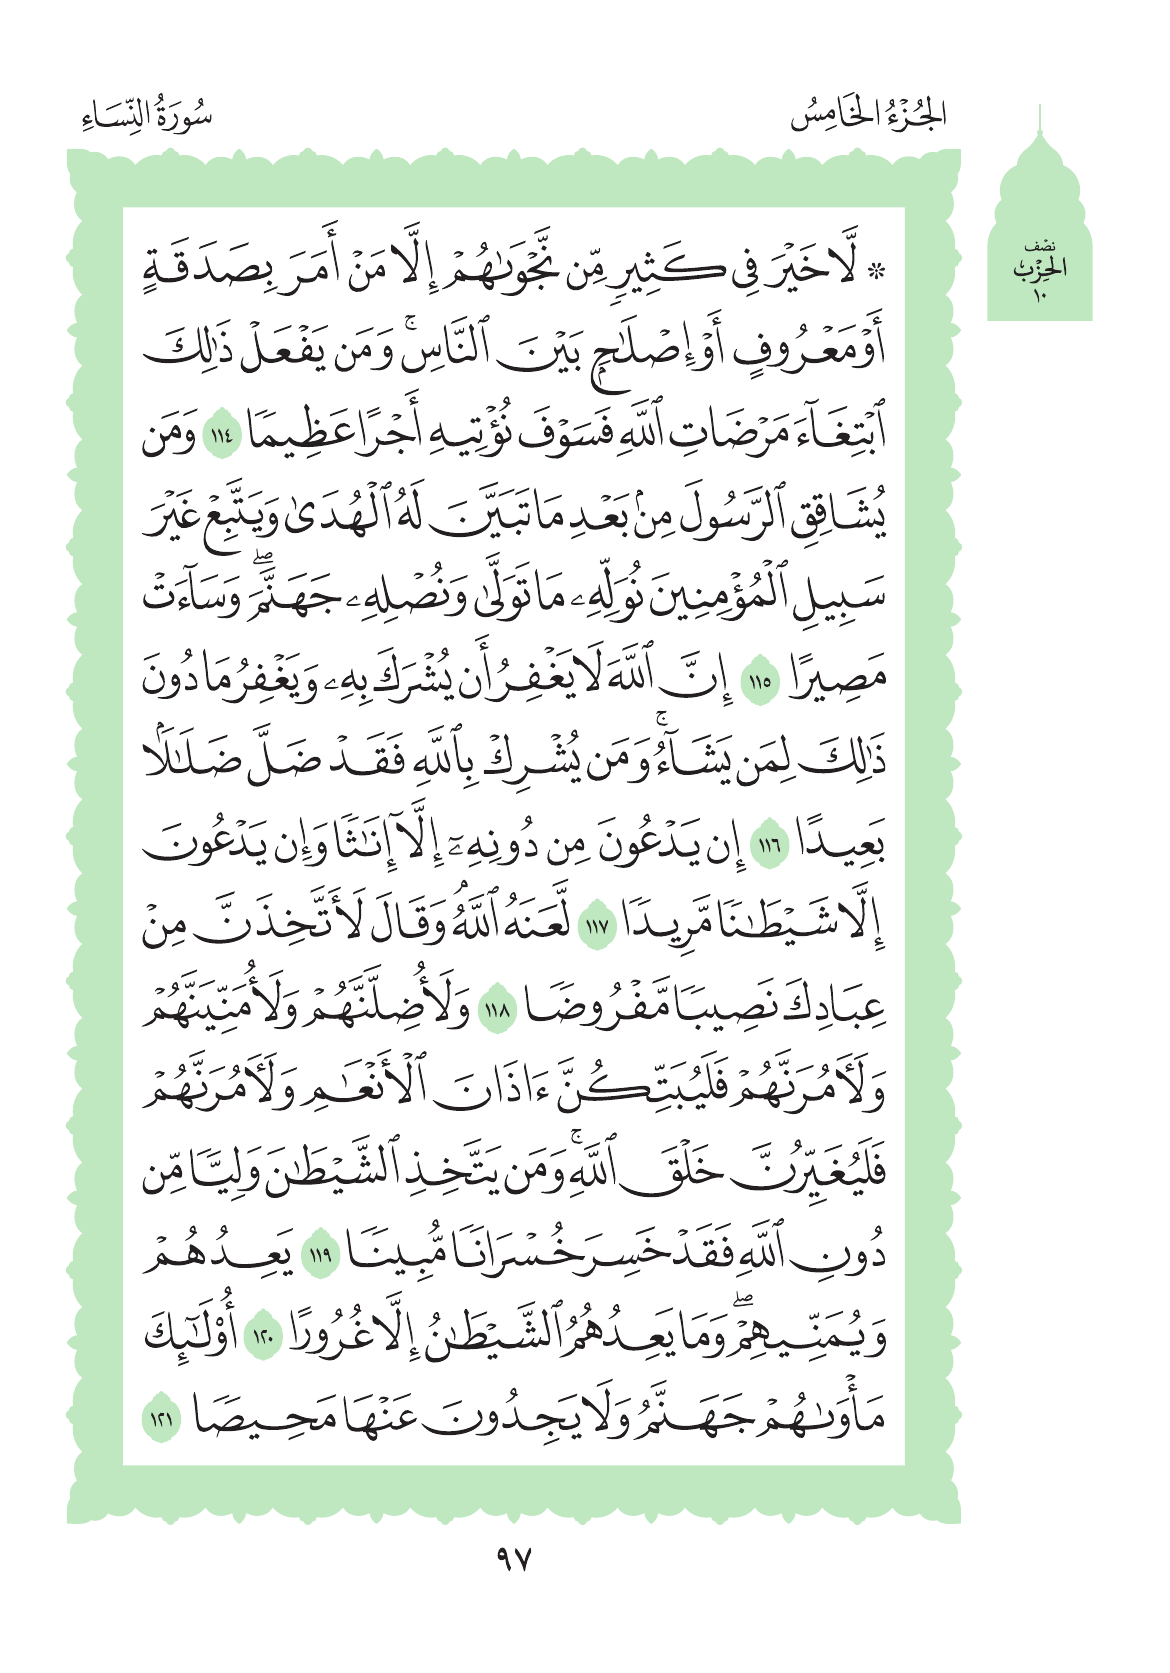 الجُزْءُ الخَامِسُ
سُورَةُ النِّسَاءِ
نصْف
الحِزْب
١٠
۞ لَّا خَيْرَ فِى كَثِيرٍ مِّن نَّجْوَىٰهُمْ إِلَّا مَنْ أَمَرَ بِصَدَقَةٍ
أَوْ مَعْرُوفٍ أَوْ إِصْلَٰحٍۭ بَيْنَ ٱلنَّاسِۚ وَمَن يَفْعَلْ ذَٰلِكَ
ٱبْتِغَآءَ مَرْضَاتِ ٱللَّهِ فَسَوْفَ نُؤْتِيهِ أَجْرًا عَظِيمًا ١١٤ وَمَن
يُشَاقِقِ ٱلرَّسُولَ مِنۢ بَعْدِ مَا تَبَيَّنَ لَهُ ٱلْهُدَىٰ وَيَتَّبِعْ غَيْرَ
سَبِيلِ ٱلْمُؤْمِنِينَ نُوَلِّهِۦ مَا تَوَلَّىٰ وَنُصْلِهِۦ جَهَنَّمَۖ وَسَآءَتْ
مَصِيرًا ١١٥ إِنَّ ٱللَّهَ لَا يَغْفِرُ أَن يُشْرَكَ بِهِۦ وَيَغْفِرُ مَا دُونَ
ذَٰلِكَ لِمَن يَشَآءُۚ وَمَن يُشْرِكْ بِٱللَّهِ فَقَدْ ضَلَّ ضَلَٰلًۢا
بَعِيدًا ١١٦ إِن يَدْعُونَ مِن دُونِهِۦٓ إِلَّآ إِنَٰثًا وَإِن يَدْعُونَ
إِلَّا شَيْطَٰنًا مَّرِيدًا ١١٧ لَّعَنَهُ ٱللَّهُۘ وَقَالَ لَأَتَّخِذَنَّ مِنْ
عِبَادِكَ نَصِيبًا مَّفْرُوضًا ١١٨ وَلَأُضِلَّنَّهُمْ وَلَأُمَنِّيَنَّهُمْ
وَلَءَامُرَنَّهُمْ فَلَيُبَتِّكُنَّ ءَاذَانَ ٱلْأَنْعَٰمِ وَلَءَامُرَنَّهُمْ
فَلَيُغَيِّرُنَّ خَلْقَ ٱللَّهِۚ وَمَن يَتَّخِذِ ٱلشَّيْطَٰنَ وَلِيًّا مِّن
دُونِ ٱللَّهِ فَقَدْ خَسِرَ خُسْرَانًا مُّبِينًا ١١٩ يَعِدُهُمْ
وَيُمَنِّيهِمْۖ وَمَا يَعِدُهُمُ ٱلشَّيْطَٰنُ إِلَّا غُرُورًا ١٢٠ أُوْلَٰٓئِكَ
مَأْوَىٰهُمْ جَهَنَّمُ وَلَا يَجِدُونَ عَنْهَا مَحِيصًا ١٢١
٩٧